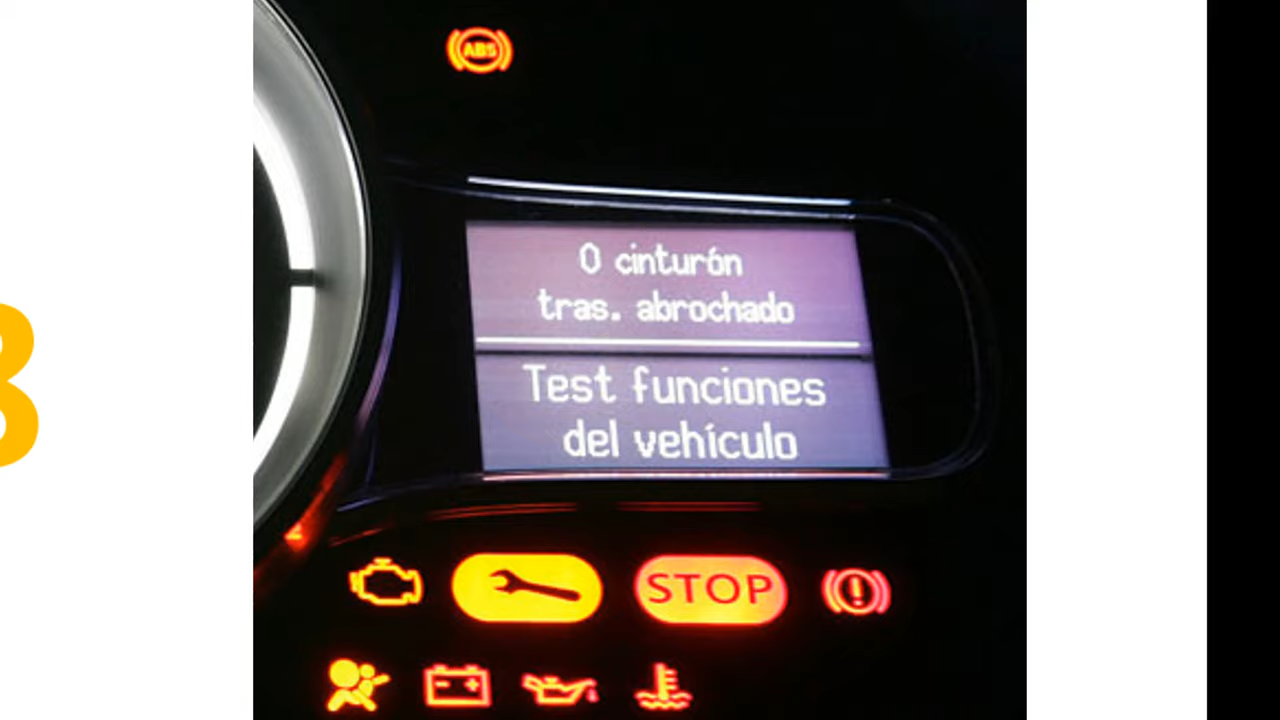 ABS
0 cinturón
tras. abrochado
Test funciones
del vehículo
STOP